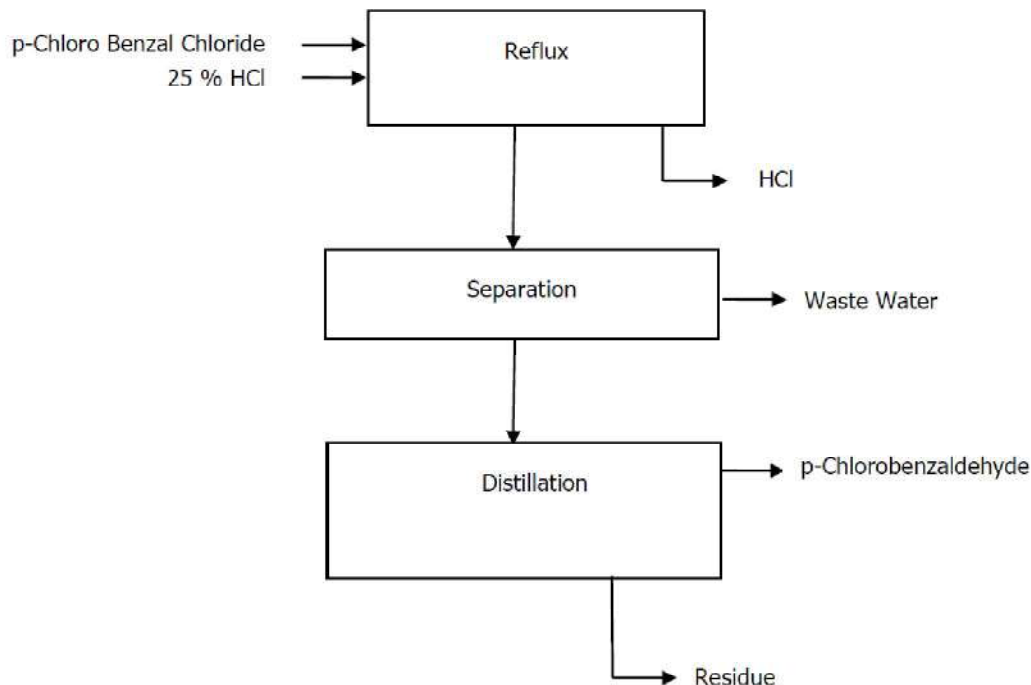 p-Chloro Benzal Chloride
25 % HCl
Reflux
HCl
Separation
Waste Water
Distillation
p-Chlorobenzaldehyde
Residue